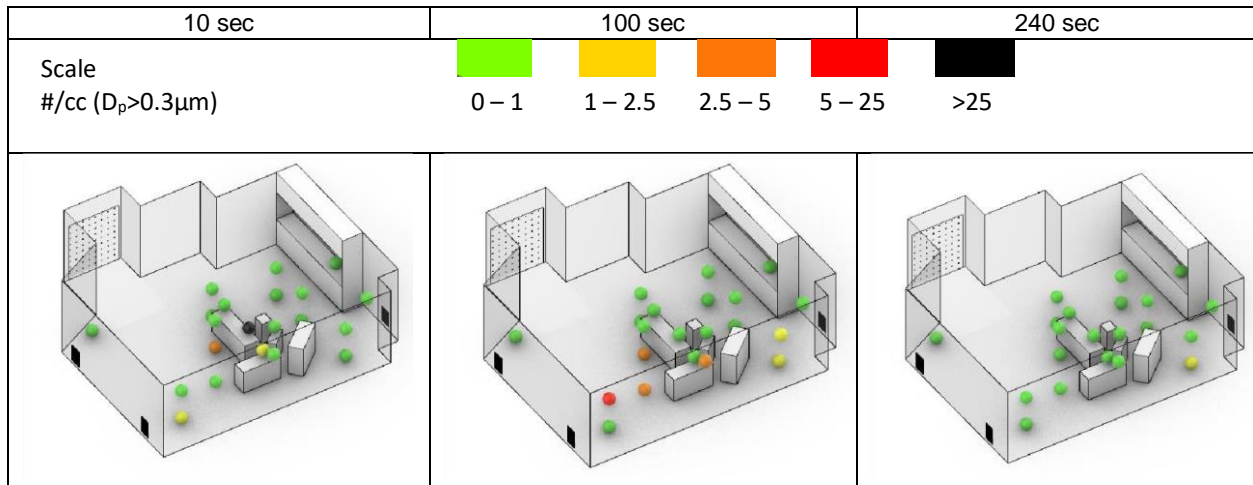 10 sec 100 sec 240 sec
Scale
#/cc (Dₚ>0.3µm) 0 – 1 1 – 2.5 2.5 – 5 5 – 25 >25